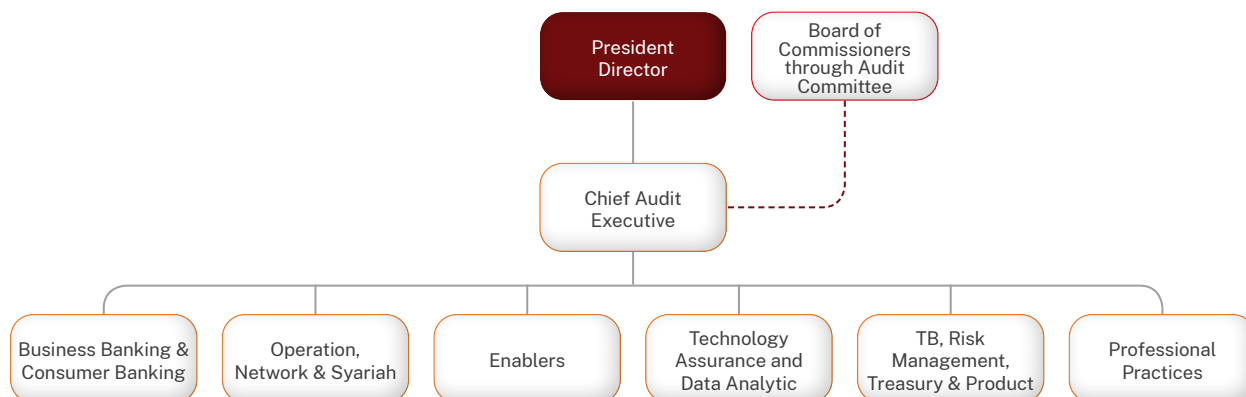 President
Director
Board of
Commissioners
through Audit
Committee
Chief Audit
Executive
Business Banking &
Consumer Banking
Operation,
Network & Syariah
Enablers
Technology
Assurance and
Data Analytic
TB, Risk
Management,
Treasury & Product
Professional
Practices